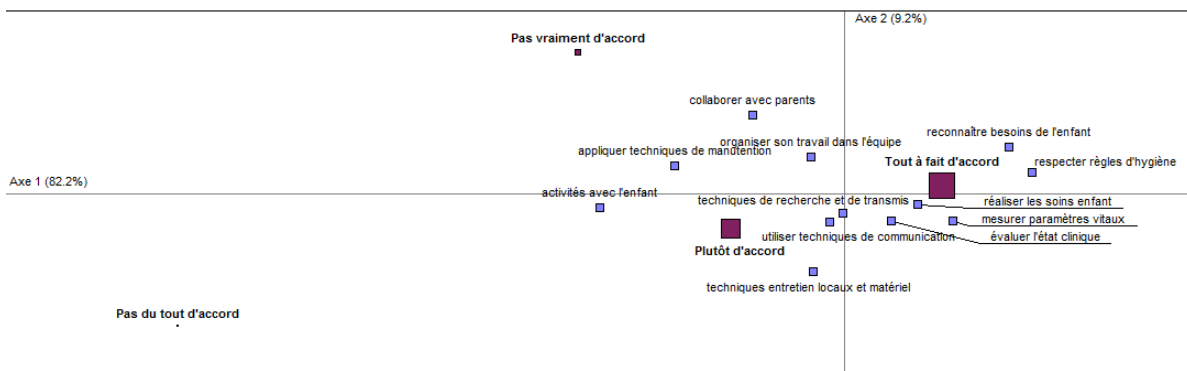 Axe 2 (9.2%)
Pas vraiment d'accord
collaborer avec parents
organiser son travail dans l'équipe
reconnaître besoins de l'enfant
appliquer techniques de manutention
Tout à fait d'accord
respecter règles d'hygiène
Axe 1 (82.2%)
activités avec l'enfant
techniques de recherche et de transmis
réaliser les soins enfant
mesurer paramètres vitaux
utiliser techniques de communication
évaluer l'état clinique
Plutôt d'accord
techniques entretien locaux et matériel
Pas du tout d'accord